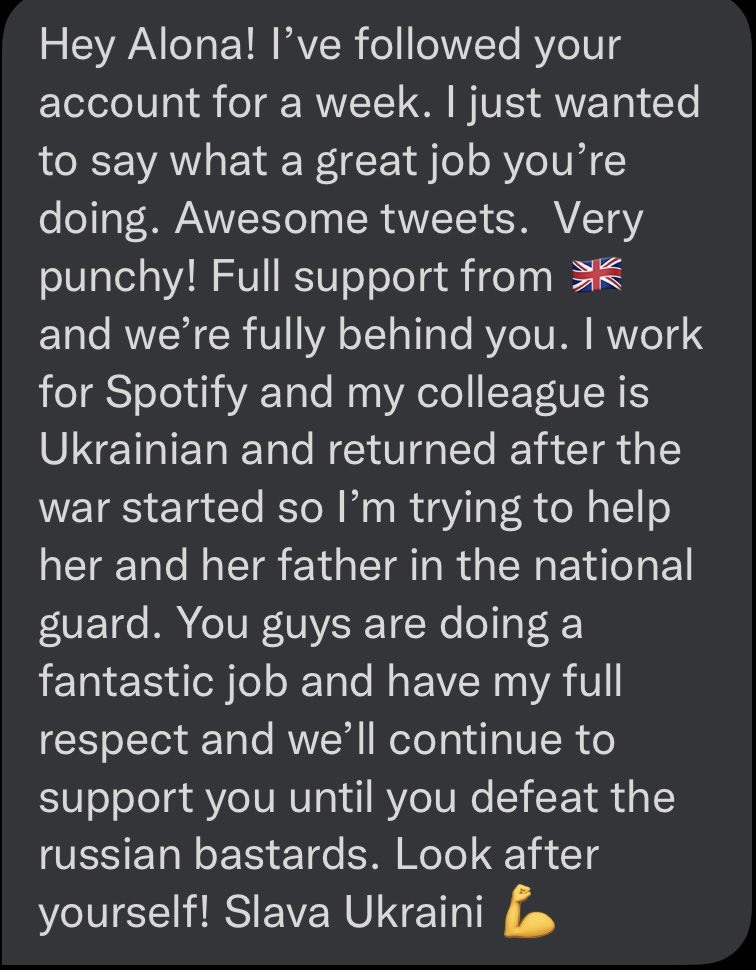 Hey Alona! I’ve followed your
account for a week. I just wanted
to say what a great job you’re
doing. Awesome tweets.  Very
punchy! Full support from 🇬🇧
and we’re fully behind you. I work
for Spotify and my colleague is
Ukrainian and returned after the
war started so I’m trying to help
her and her father in the national
guard. You guys are doing a
fantastic job and have my full
respect and we’ll continue to
support you until you defeat the
russian bastards. Look after
yourself! Slava Ukraini 💪